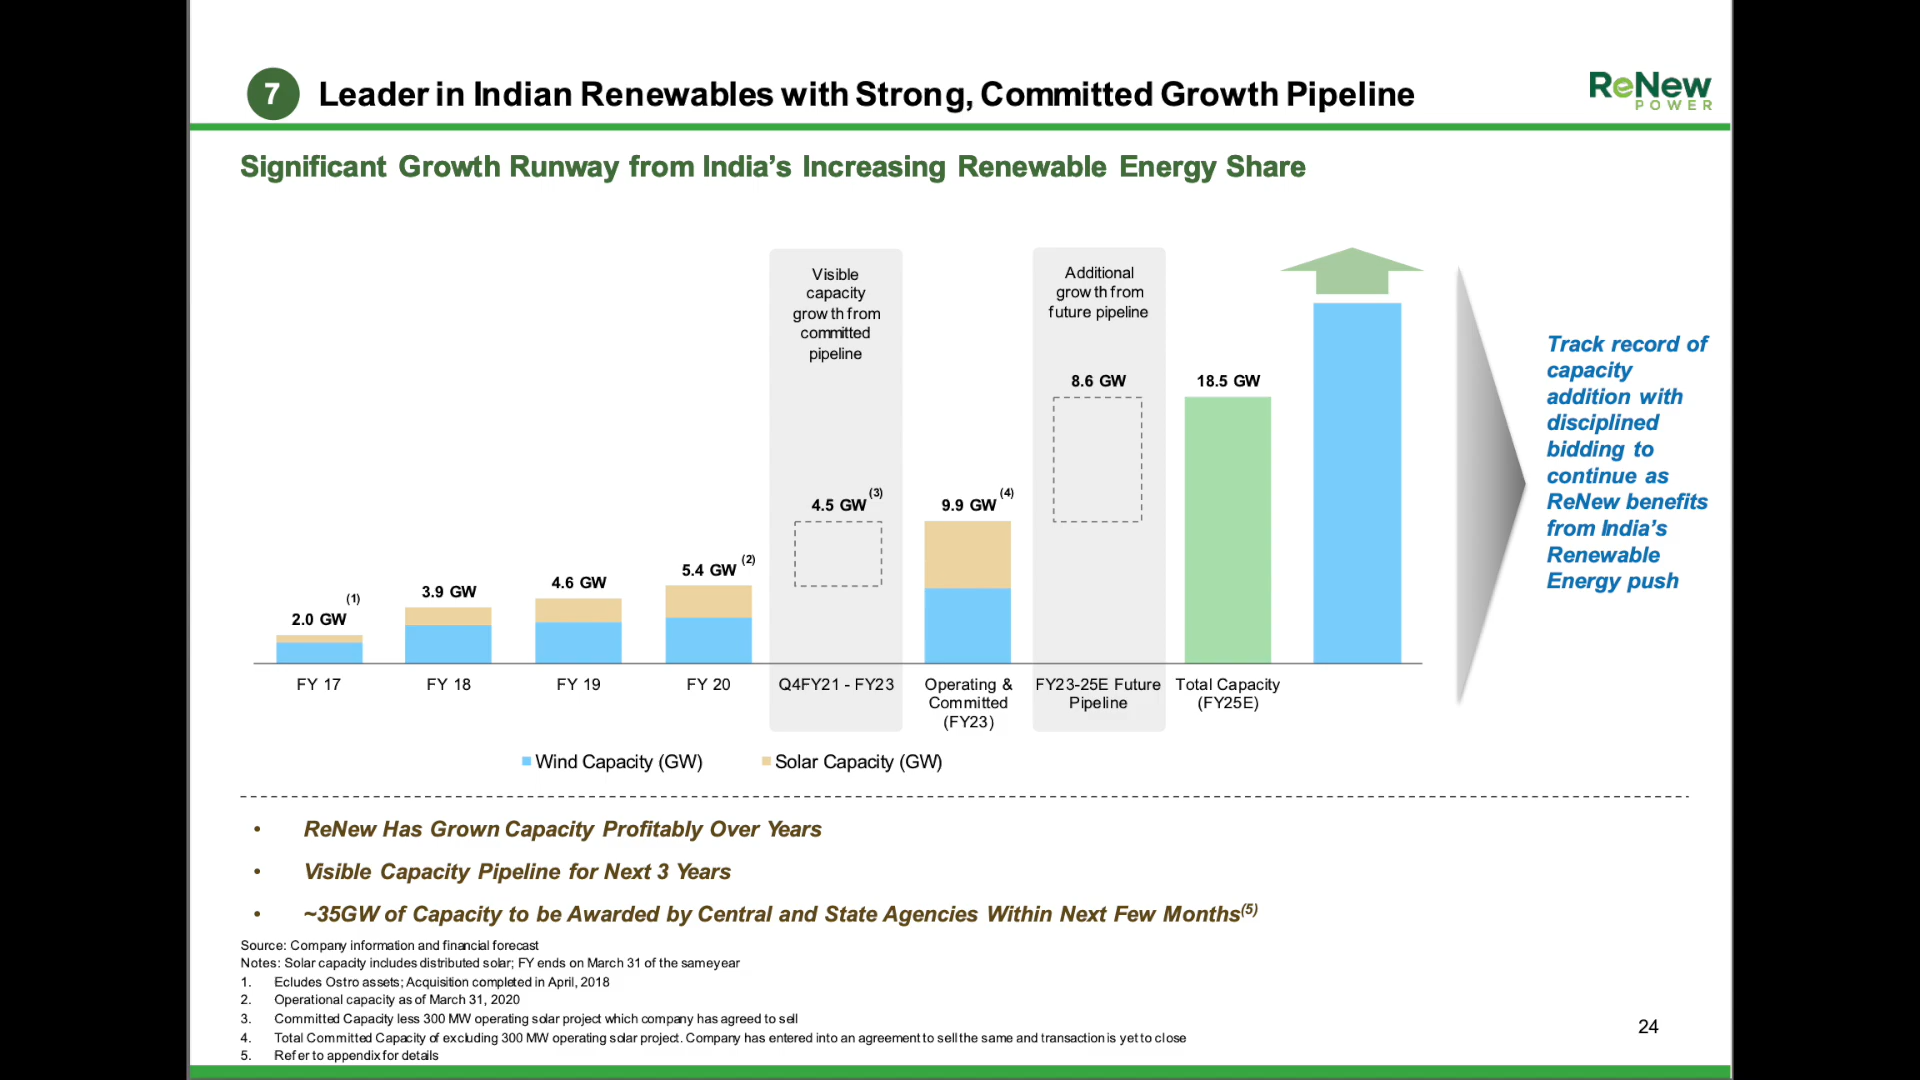 7 Leader in Indian Renewables with Strong, Committed Growth Pipeline
ReNew
POWER
Significant Growth Runway from India’s Increasing Renewable Energy Share
Visible
capacity
growth from
committed
pipeline
Additional
growth from
future pipeline
2.0 GW (1)
3.9 GW
4.6 GW
5.4 GW (2)
4.5 GW (3)
9.9 GW (4)
8.6 GW
18.5 GW
FY 17
FY 18
FY 19
FY 20
Q4FY21 - FY23
Operating &
Committed
(FY23)
FY23-25E Future
Pipeline
Total Capacity
(FY25E)
Wind Capacity (GW)
Solar Capacity (GW)
Track record of
capacity
addition with
disciplined
bidding to
continue as
ReNew benefits
from India’s
Renewable
Energy push
• ReNew Has Grown Capacity Profitably Over Years
• Visible Capacity Pipeline for Next 3 Years
• ~35GW of Capacity to be Awarded by Central and State Agencies Within Next Few Months(5)
Source: Company information and financial forecast
Notes: Solar capacity includes distributed solar; FY ends on March 31 of the same year
1. Ecludes Ostro assets; Acquisition completed in April, 2018
2. Operational capacity as of March 31, 2020
3. Committed Capacity less 300 MW operating solar project which company has agreed to sell
4. Total Committed Capacity of excluding 300 MW operating solar project. Company has entered into an agreement to sell the same and transaction is yet to close
5. Refer to appendix for details
24